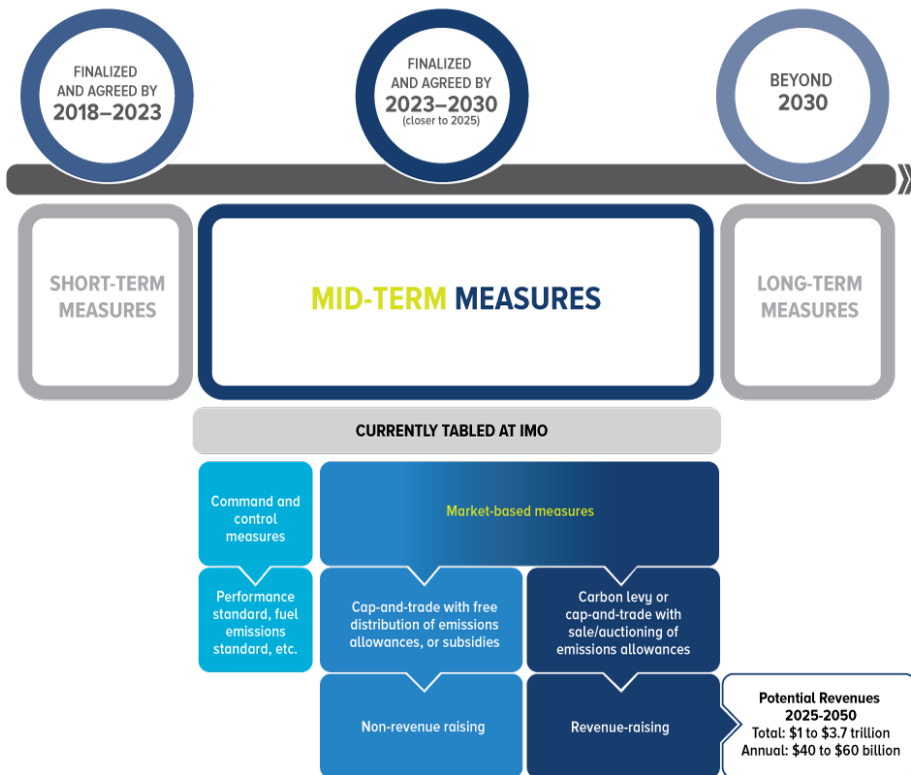 FINALIZED
AND AGREED BY
2018–2023
FINALIZED
AND AGREED BY
2023–2030
(closer to 2025)
BEYOND
2030
SHORT-TERM
MEASURES
MID-TERM MEASURES
LONG-TERM
MEASURES
CURRENTLY TABLED AT IMO
Command and
control
measures
Market-based measures
Performance
standard, fuel
emissions
standard, etc.
Cap-and-trade with free
distribution of emissions
allowances, or subsidies
Carbon levy or
cap-and-trade with
sale/auctioning of
emissions allowances
Non-revenue raising
Revenue-raising
Potential Revenues
2025-2050
Total: $1 to $3.7 trillion
Annual: $40 to $60 billion